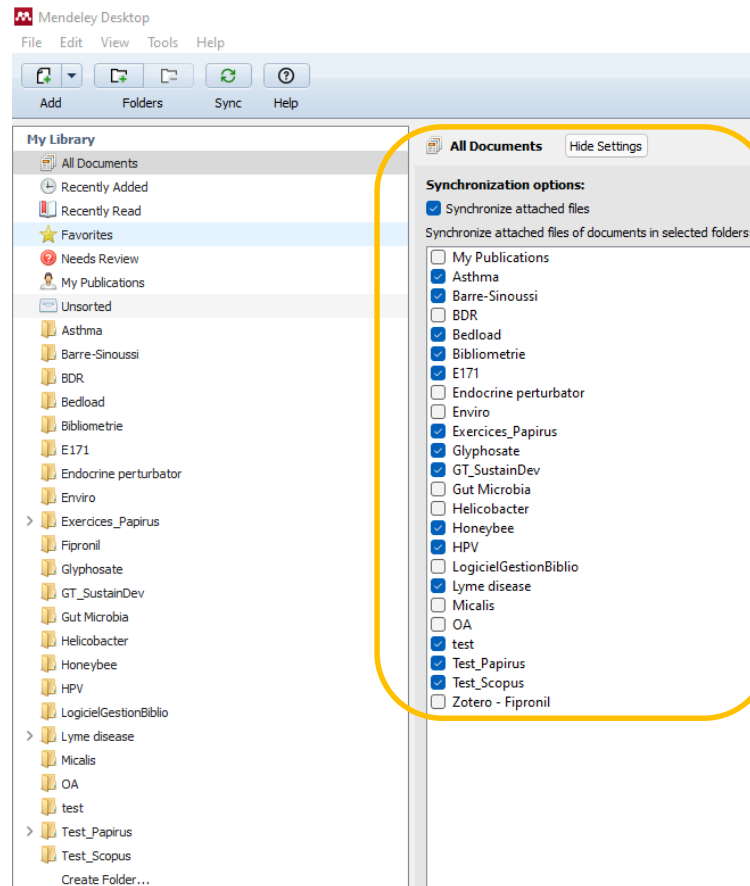 Mendeley Desktop
File Edit View Tools Help
Add Folders Sync Help
My Library
All Documents
Recently Added
Recently Read
Favorites
Needs Review
My Publications
Unsorted
Asthma
Barre-Sinoussi
BDR
Bedload
Bibliometrie
E171
Endocrine perturbator
Enviro
Exercices_Papirus
Fipronil
Glyphosate
GT_SustainDev
Gut Microbia
Helicobacter
Honeybee
HPV
LogicielGestionBiblio
Lyme disease
Micalis
OA
test
Test_Papirus
Test_Scopus
Create Folder...
All Documents Hide Settings
Synchronization options:
Synchronize attached files
Synchronize attached files of documents in selected folders:
My Publications
Asthma
Barre-Sinoussi
BDR
Bedload
Bibliometrie
E171
Endocrine perturbator
Enviro
Exercices_Papirus
Glyphosate
GT_SustainDev
Gut Microbia
Helicobacter
Honeybee
HPV
LogicielGestionBiblio
Lyme disease
Micalis
OA
test
Test_Papirus
Test_Scopus
Zotero - Fipronil